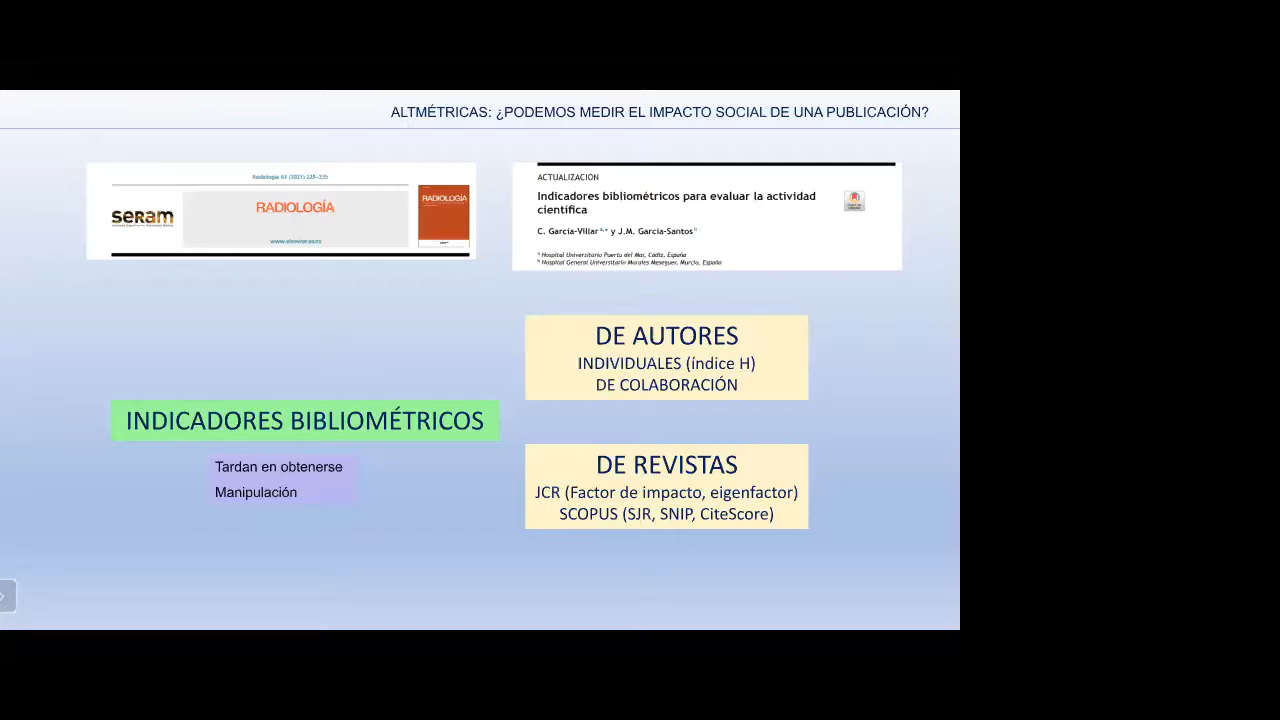 ALTMÉTRICAS: ¿PODEMOS MEDIR EL IMPACTO SOCIAL DE UNA PUBLICACIÓN?
Radiología 63 (2021) 228---235
seram
RADIOLOGÍA
www.elsevier.es/rx
RADIOLOGÍA
ACTUALIZACIÓN
Indicadores bibliométricos para evaluar la actividad
científica
C. García-Villar a,* y J.M. García-Santos b
a Hospital Universitario Puerta del Mar, Cádiz, España
b Hospital General Universitario Morales Meseguer, Murcia, España
DE AUTORES
INDIVIDUALES (índice H)
DE COLABORACIÓN
INDICADORES BIBLIOMÉTRICOS
Tardan en obtenerse
Manipulación
DE REVISTAS
JCR (Factor de impacto, eigenfactor)
SCOPUS (SJR, SNIP, CiteScore)